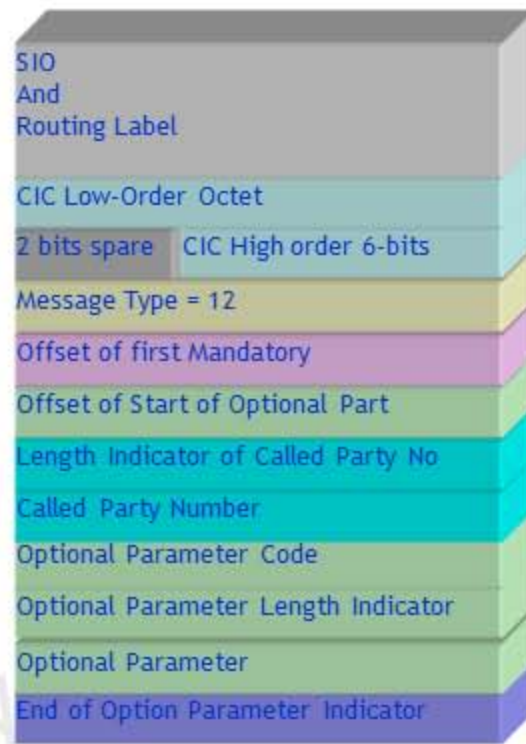 SIO
And
Routing Label
CIC Low-Order Octet
2 bits spare CIC High order 6-bits
Message Type = 12
Offset of first Mandatory
Offset of Start of Optional Part
Length Indicator of Called Party No
Called Party Number
Optional Parameter Code
Optional Parameter Length Indicator
Optional Parameter
End of Option Parameter Indicator